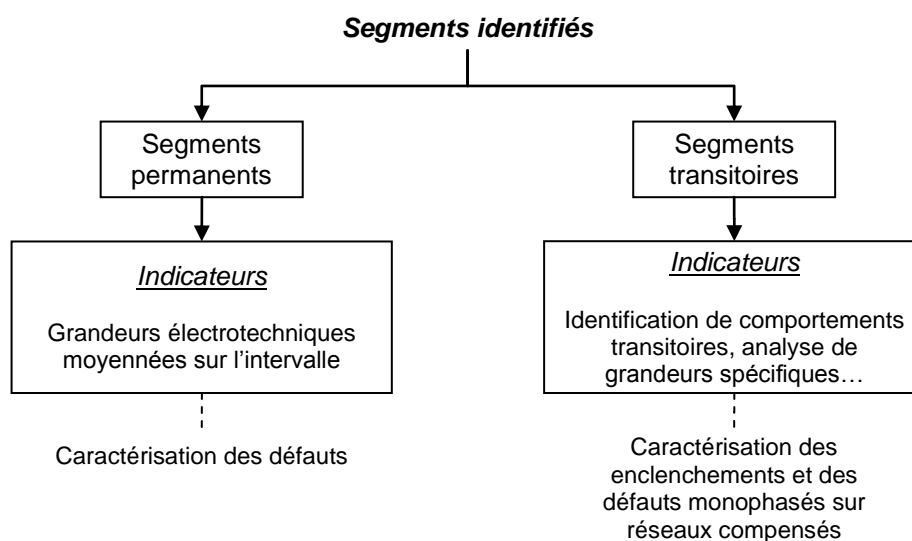 Segments identifiés
Segments
permanents
Segments
transitoires
Indicateurs
Grandeurs électrotechniques
moyennées sur l'intervalle
Indicateurs
Identification de comportements
transitoires, analyse de
grandeurs spécifiques…
Caractérisation des défauts
Caractérisation des
enclenchements et des
défauts monophasés sur
réseaux compensés